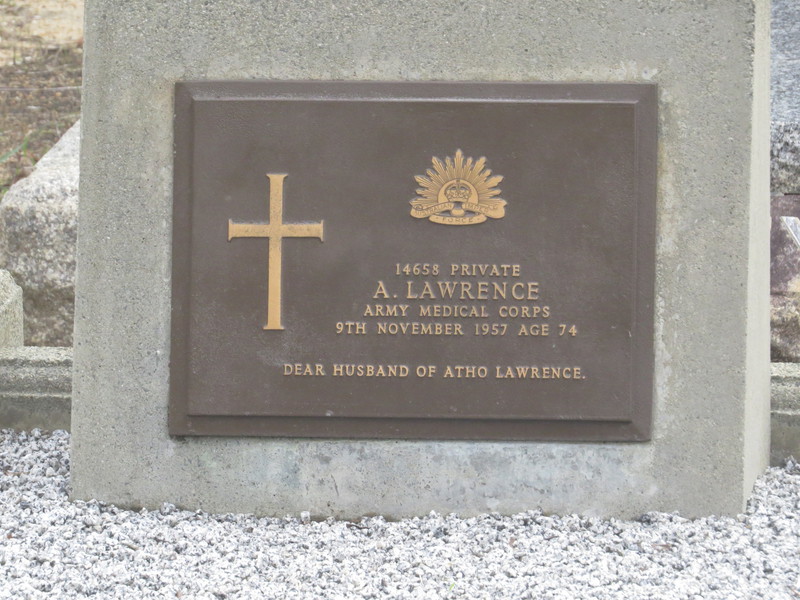 14658 PRIVATE
A. LAWRENCE
ARMY MEDICAL CORPS
9TH NOVEMBER 1957 AGE 74
DEAR HUSBAND OF ATHO LAWRENCE.